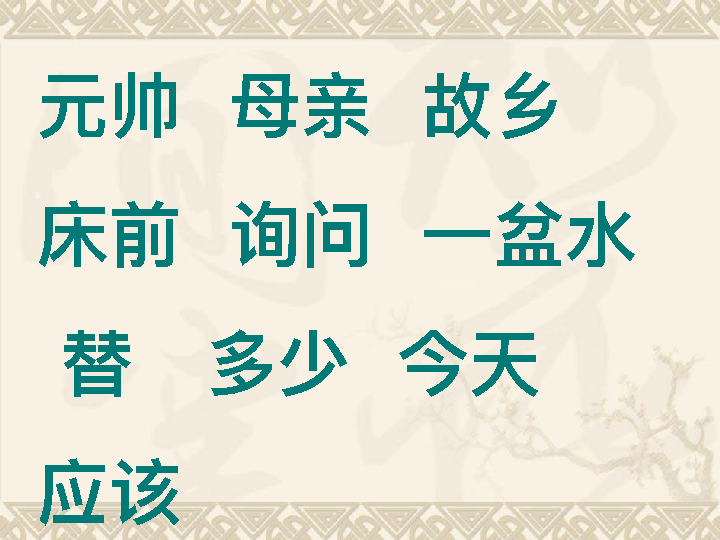 元帅 母亲 故乡
床前 询问 一盆水
替 多少 今天
应该